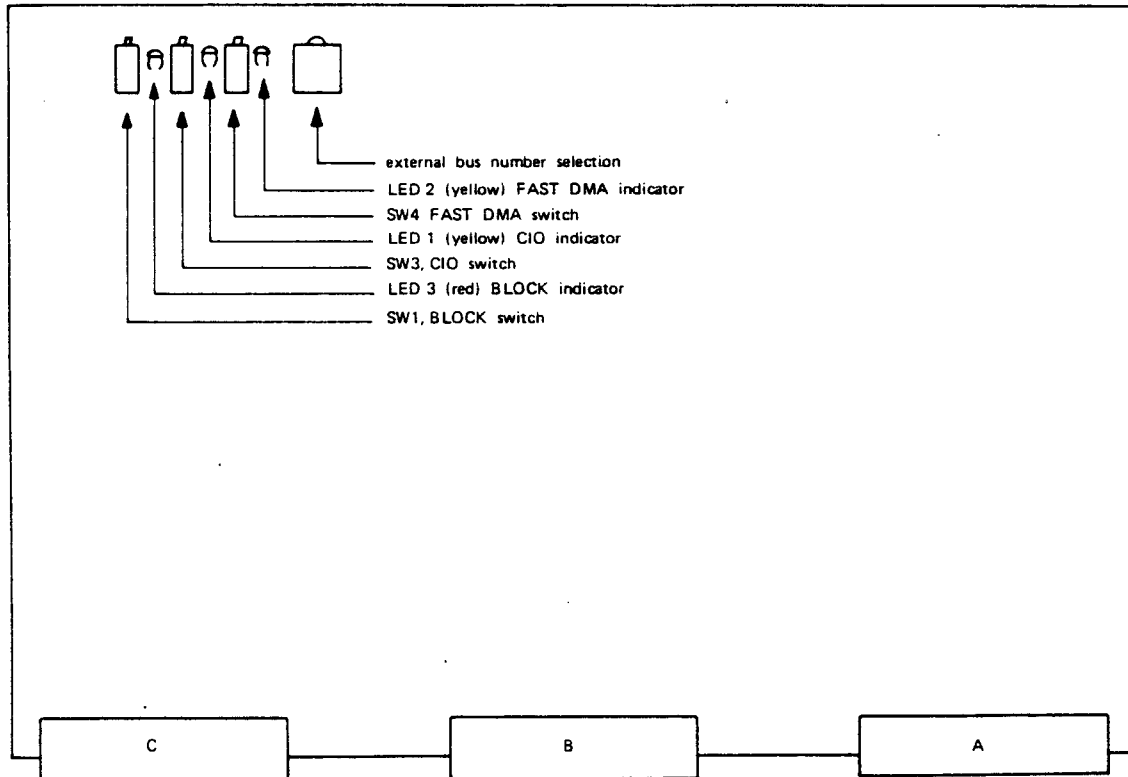 external bus number selection
LED 2 (yellow) FAST DMA indicator
SW4 FAST DMA switch
LED 1 (yellow) CIO indicator
SW3, CIO switch
LED 3 (red) BLOCK indicator
SW1, BLOCK switch
C
B
A